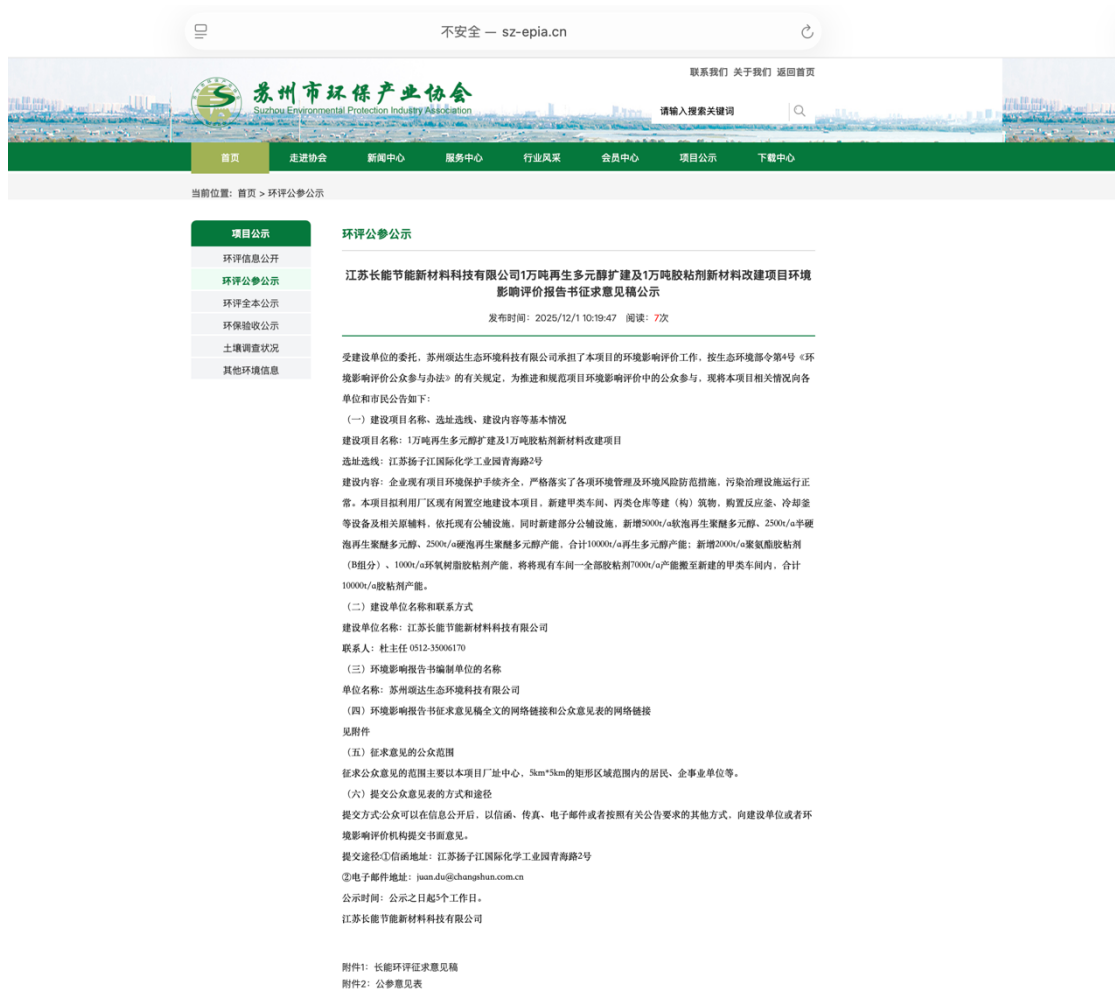 不安全 — sz-epia.cn
联系我们 关于我们 返回首页
苏州市环保产业协会
Suzhou Environmental Protection Industry Association
请输入搜索关键词
首页 走进协会 新闻中心 服务中心 行业风采 会员中心 项目公示 下载中心
当前位置：首页 > 环评公参公示
项目公示
环评信息公开
环评公参公示
环评全本公示
环保验收公示
土壤调查状况
其他环境信息
环评公参公示
江苏长能节能新材料科技有限公司1万吨再生多元醇扩建及1万吨胶粘剂新材料改建项目环境
影响评价报告书征求意见稿公示
发布时间：2025/12/1 10:19:47 阅读：7次
受建设单位的委托，苏州颂达生态环境科技有限公司承担了本项目的环境影响评价工作，按生态环境部令第4号《环
境影响评价公众参与办法》的有关规定，为推进和规范项目环境影响评价中的公众参与，现将本项目相关情况向各
单位和市民公告如下：
（一）建设项目名称、选址选线、建设内容等基本情况
建设项目名称：1万吨再生多元醇扩建及1万吨胶粘剂新材料改建项目
选址选线：江苏扬子江国际化学工业园青海路2号
建设内容：企业现有项目环境保护手续齐全，严格落实了各项环境管理及环境风险防范措施，污染治理设施运行正
常。本项目拟利用厂区现有闲置空地建设本项目，新建甲类车间、丙类仓库等建（构）筑物，购置反应釜、冷却釜
等设备及相关原辅料，依托现有公辅设施，同时新建部分公辅设施，新增5000t/a软泡再生聚醚多元醇、2500t/a半硬
泡再生聚醚多元醇、2500t/a硬泡再生聚醚多元醇产能，合计10000t/a再生多元醇产能；新增2000t/a聚氨酯胶粘剂
（B组分）、1000t/a环氧树脂胶粘剂产能，将将现有车间一全部胶粘剂7000t/a产能搬至新建的甲类车间内，合计
10000t/a胶粘剂产能。
（二）建设单位名称和联系方式
建设单位名称：江苏长能节能新材料科技有限公司
联系人：杜主任 0512-35006170
（三）环境影响报告书编制单位的名称
单位名称：苏州颂达生态环境科技有限公司
（四）环境影响报告书征求意见稿全文的网络链接和公众意见表的网络链接
见附件
（五）征求意见的公众范围
征求公众意见的范围主要以本项目厂址中心，5km*5km的矩形区域范围内的居民、企事业单位等。
（六）提交公众意见表的方式和途径
提交方式:公众可以在信息公开后，以信函、传真、电子邮件或者按照有关公告要求的其他方式，向建设单位或者环
境影响评价机构提交书面意见。
提交途径:①信函地址：江苏扬子江国际化学工业园青海路2号
②电子邮件地址：juan.du@changshun.com.cn
公示时间：公示之日起5个工作日。
江苏长能节能新材料科技有限公司
附件1：长能环评征求意见稿
附件2：公参意见表